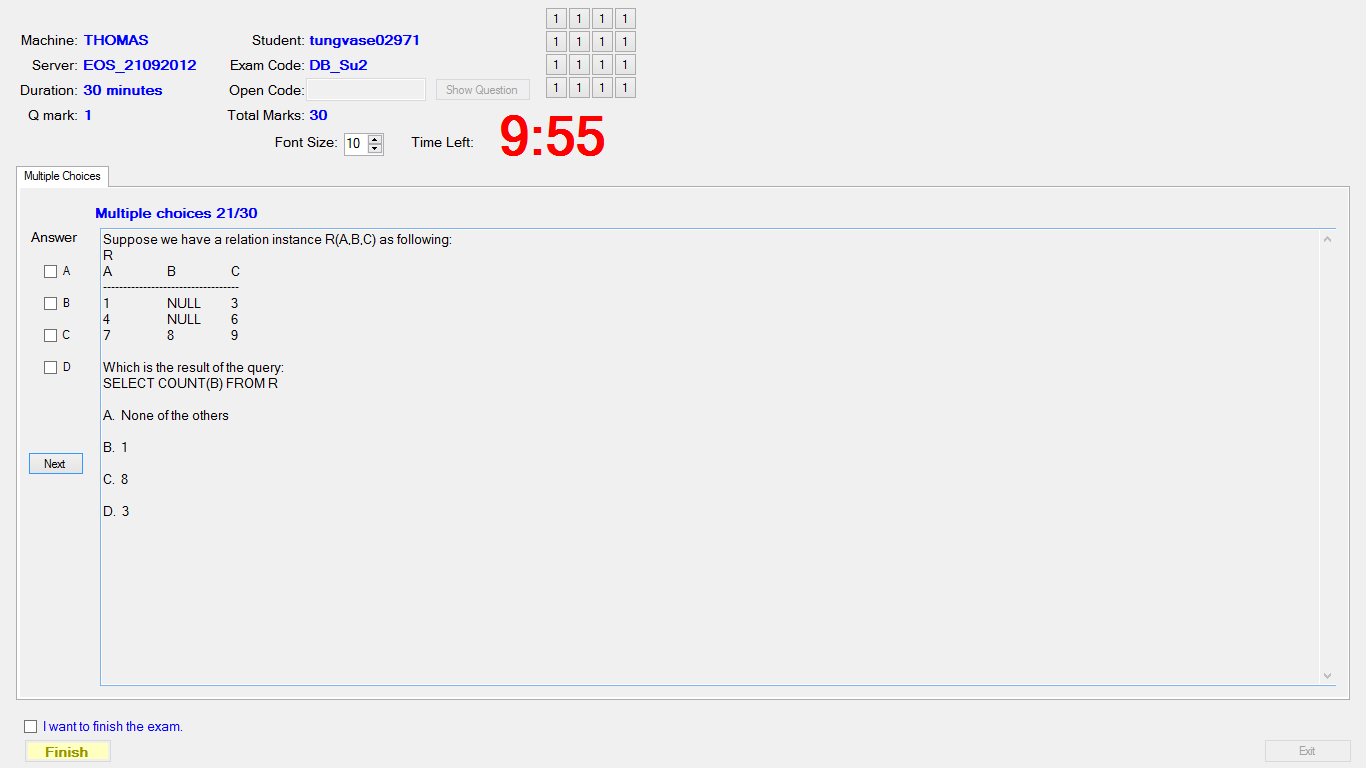 Machine: THOMAS
Student: tungvase02971
Server: EOS_21092012
Exam Code: DB_Su2
Duration: 30 minutes
Open Code:
Show Question
Q mark: 1
Total Marks: 30
1 1 1 1
1 1 1 1
1 1 1 1
1 1 1 1
Font Size: 10
Time Left: 9:55
Multiple Choices
Multiple choices 21/30
Answer
A
B
C
D
Next
Suppose we have a relation instance R(A,B,C) as following:
R
A B C
----------------------------------
1 NULL 3
4 NULL 6
7 8 9
Which is the result of the query:
SELECT COUNT(B) FROM R
A. None of the others
B. 1
C. 8
D. 3
I want to finish the exam.
Finish
Exit